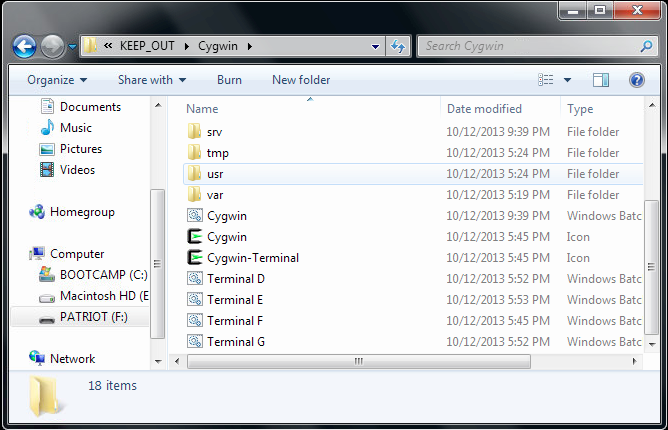 « KEEP_OUT Cygwin Search Cygwin
Organize Share with Burn New folder
Documents
Music
Pictures
Videos
Homegroup
Computer
BOOTCAMP (C:)
Macintosh HD (E
PATRIOT (F:)
Network
Name Date modified Type
srv 10/12/2013 9:39 PM File folder
tmp 10/12/2013 5:24 PM File folder
usr 10/12/2013 5:24 PM File folder
var 10/12/2013 5:19 PM File folder
Cygwin 10/12/2013 9:39 PM Windows Batc
Cygwin 10/12/2013 5:45 PM Icon
Cygwin-Terminal 10/12/2013 5:45 PM Icon
Terminal D 10/12/2013 5:52 PM Windows Batc
Terminal E 10/12/2013 5:53 PM Windows Batc
Terminal F 10/12/2013 5:45 PM Windows Batc
Terminal G 10/12/2013 5:52 PM Windows Batc
18 items